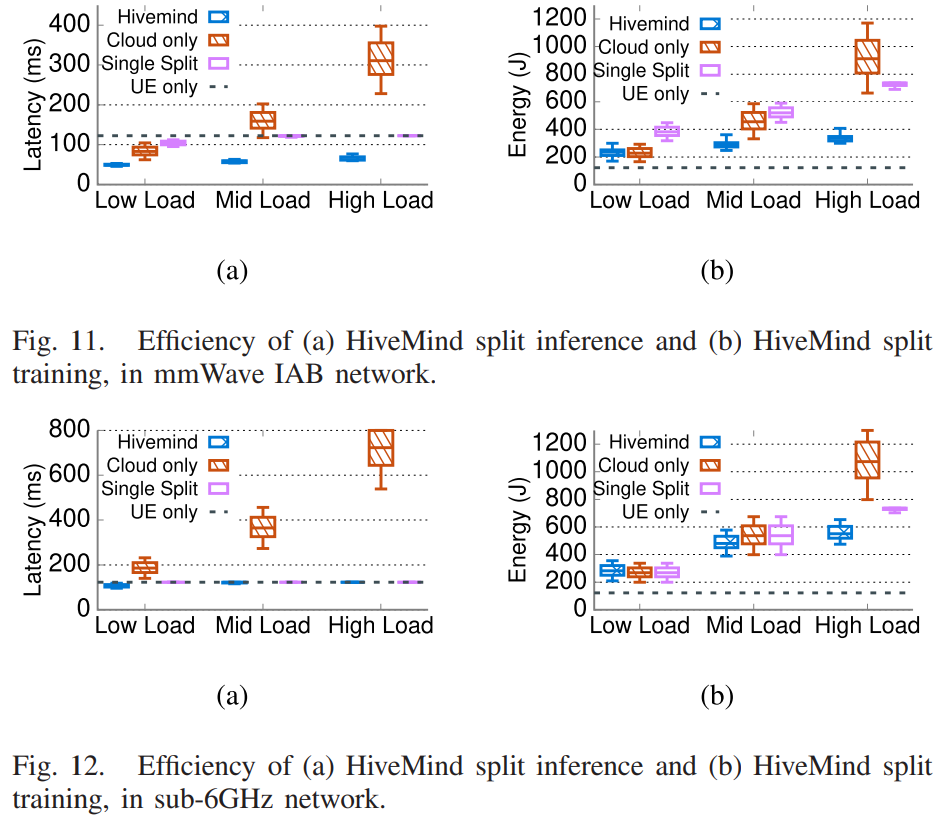 Latency (ms)
400
300
200
100
0
Hivemind
Cloud only
Single Split
UE only
Low Load Mid Load High Load
(a)
Energy (J)
1200
1000
800
600
400
200
0
Hivemind
Cloud only
Single Split
UE only
Low Load Mid Load High Load
(b)
Fig. 11. Efficiency of (a) HiveMind split inference and (b) HiveMind split
training, in mmWave IAB network.
Latency (ms)
800
600
400
200
0
Hivemind
Cloud only
Single Split
UE only
Low Load Mid Load High Load
(a)
Energy (J)
1200
1000
800
600
400
200
0
Hivemind
Cloud only
Single Split
UE only
Low Load Mid Load High Load
(b)
Fig. 12. Efficiency of (a) HiveMind split inference and (b) HiveMind split
training, in sub-6GHz network.